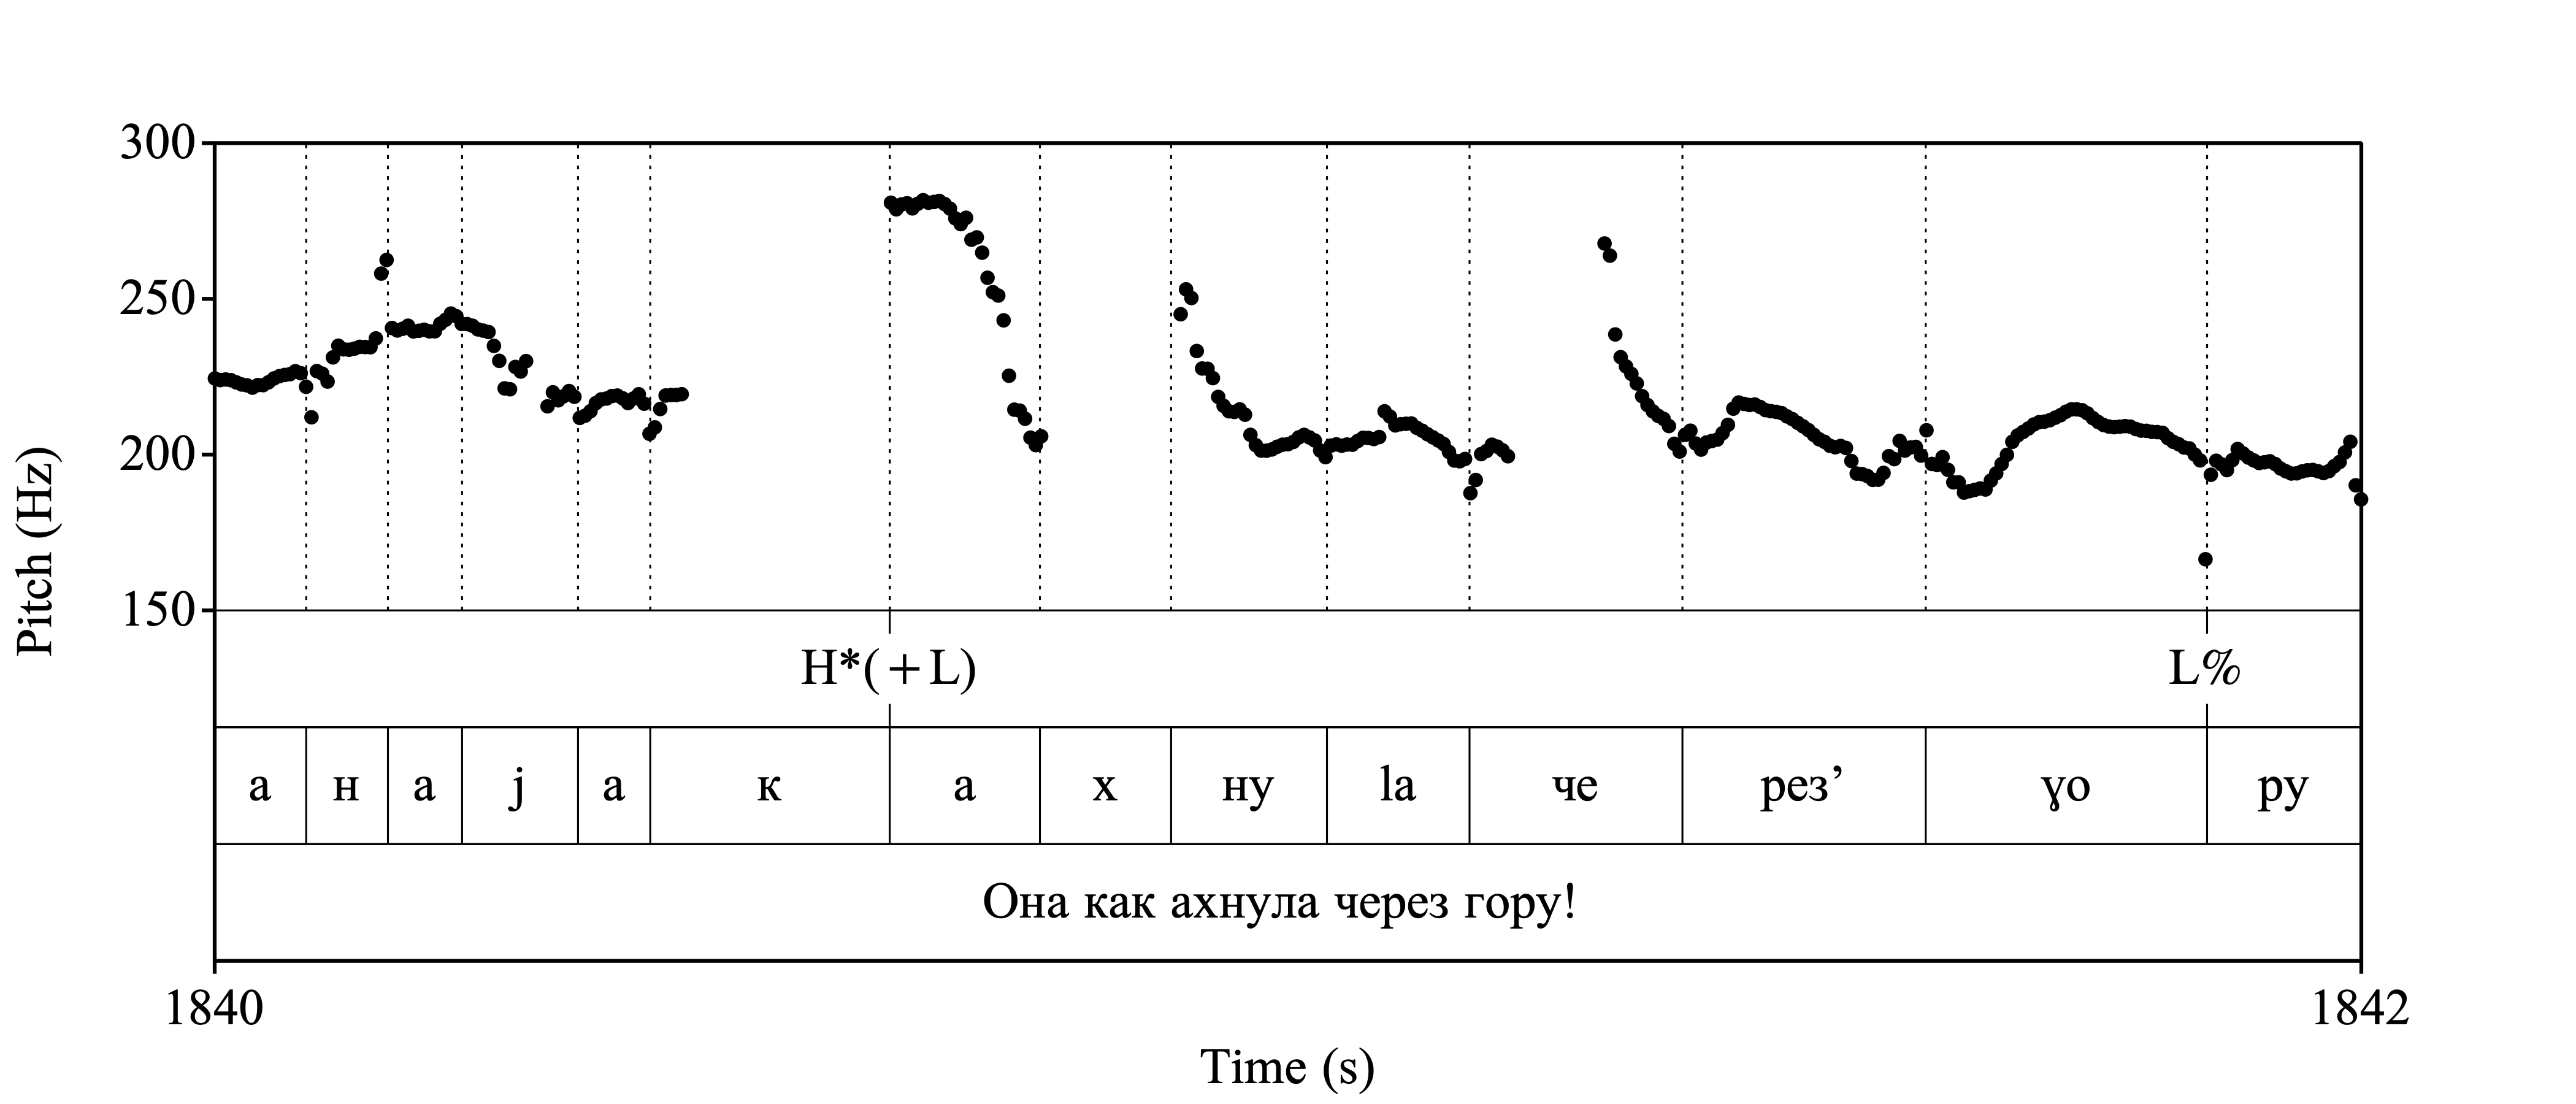 300
250
200
150
Pitch (Hz)
H*(+L) L%
а н а j а к а х ну la че рез’ ɣо ру
Она как ахнула через гору!
1840 1842
Time (s)